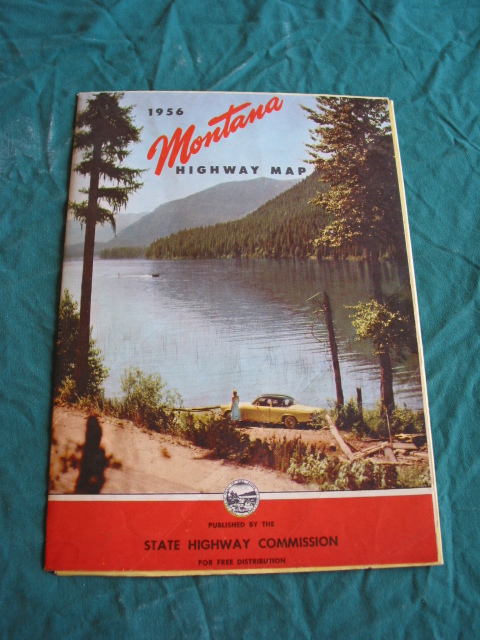 1956
Montana
HIGHWAY MAP
PUBLISHED BY THE
STATE HIGHWAY COMMISSION
FOR FREE DISTRIBUTION